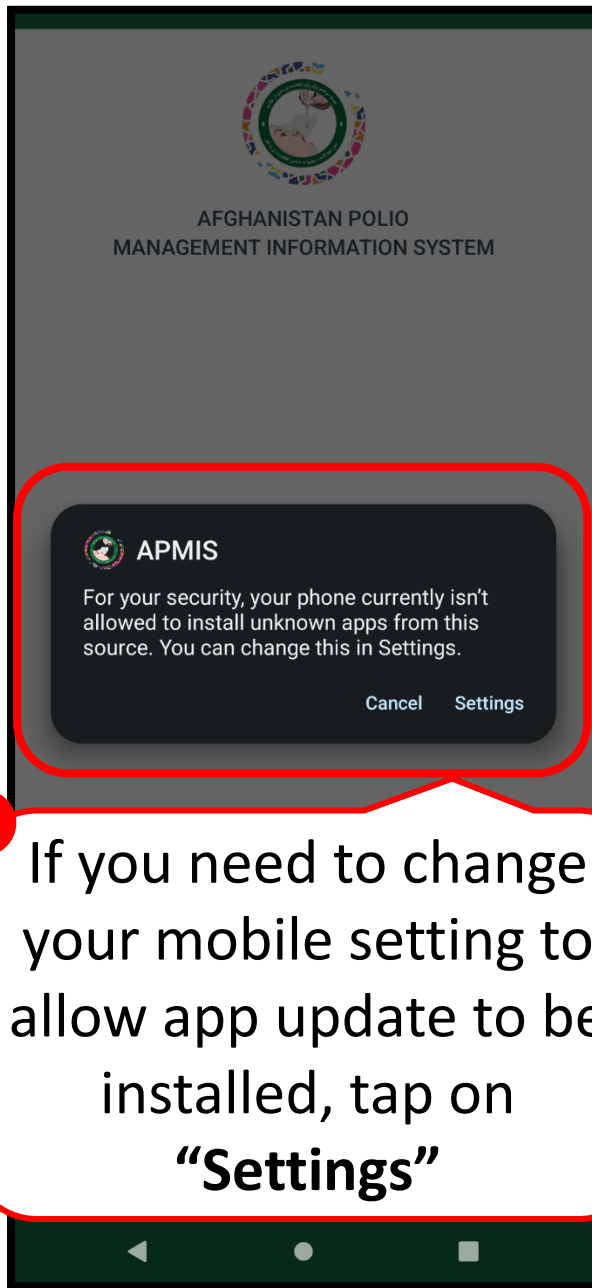 AFGHANISTAN POLIO
MANAGEMENT INFORMATION SYSTEM
APMIS
For your security, your phone currently isn’t
allowed to install unknown apps from this
source. You can change this in Settings.
Cancel Settings
If you need to change
your mobile setting to
allow app update to be
installed, tap on
“Settings”